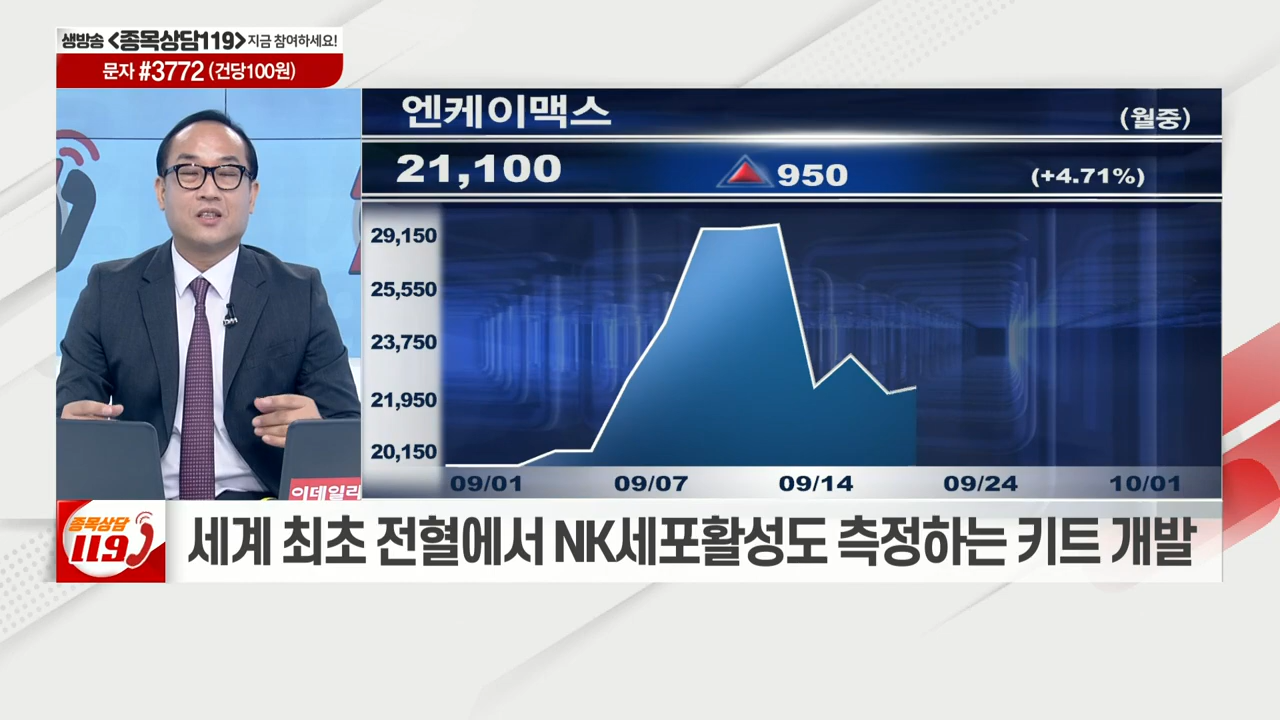 생방송 <종목상담119> 지금 참여하세요!
문자 #3772 (건당100원)
엔케이맥스
(월중)
21,100
950
(+4.71%)
29,150
25,550
23,750
21,950
20,150
09/01
09/07
09/14
09/24
10/01
이데일리
종목상담
119
세계 최초 전혈에서 NK세포활성도 측정하는 키트 개발